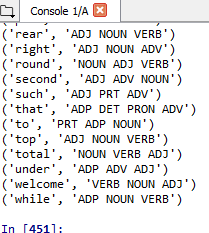 Console 1/A
('rear', 'ADJ NOUN VERB')
('right', 'ADJ NOUN ADV')
('round', 'NOUN ADJ VERB')
('second', 'ADJ ADV NOUN')
('such', 'ADJ PRT ADV')
('that', 'ADP DET PRON ADV')
('to', 'PRT ADP NOUN')
('top', 'ADJ NOUN VERB')
('total', 'NOUN VERB ADJ')
('under', 'ADP ADV ADJ')
('welcome', 'VERB NOUN ADJ')
('while', 'ADP NOUN VERB')
In [451]: